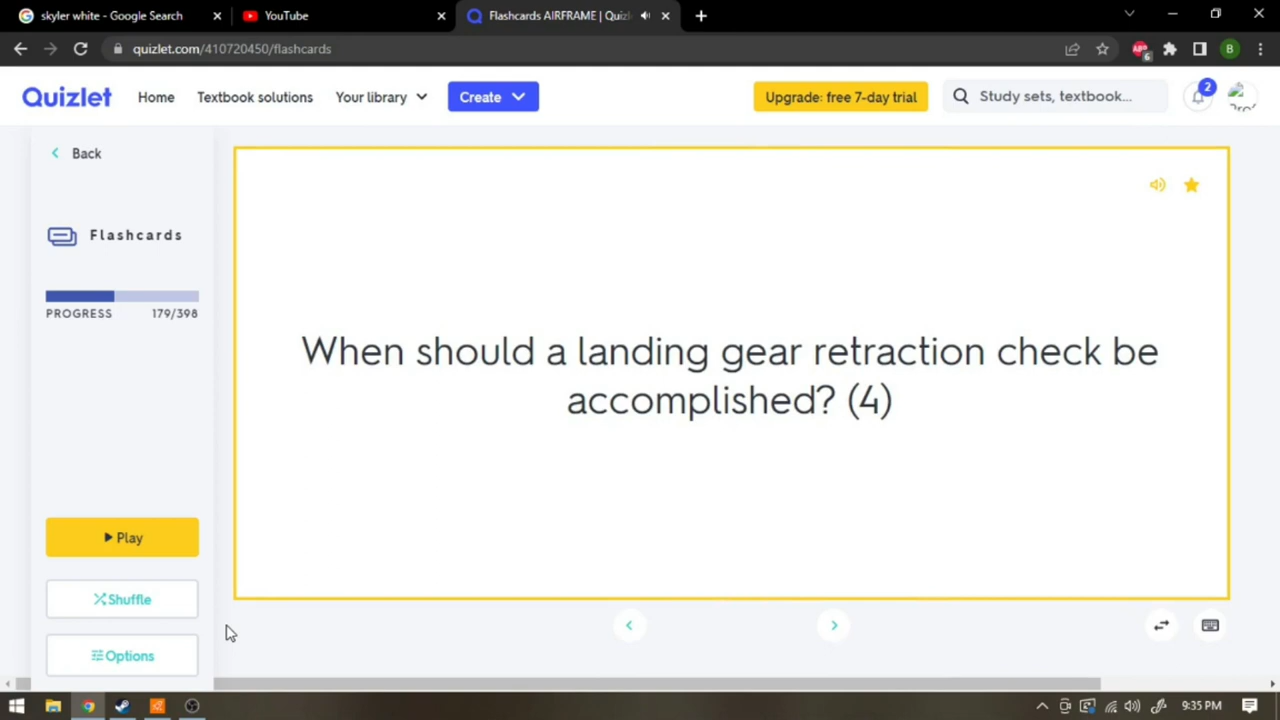 skyler white - Google Search
YouTube
Flashcards AIRFRAME | Quizl
quizlet.com/410720450/flashcards
ABP
6
B
Quizlet
Home
Textbook solutions
Your library
Create
Upgrade: free 7-day trial
Study sets, textbook...
2
Back
Flashcards
PROGRESS
179/398
When should a landing gear retraction check be
accomplished? (4)
Play
Shuffle
Options
9:35 PM